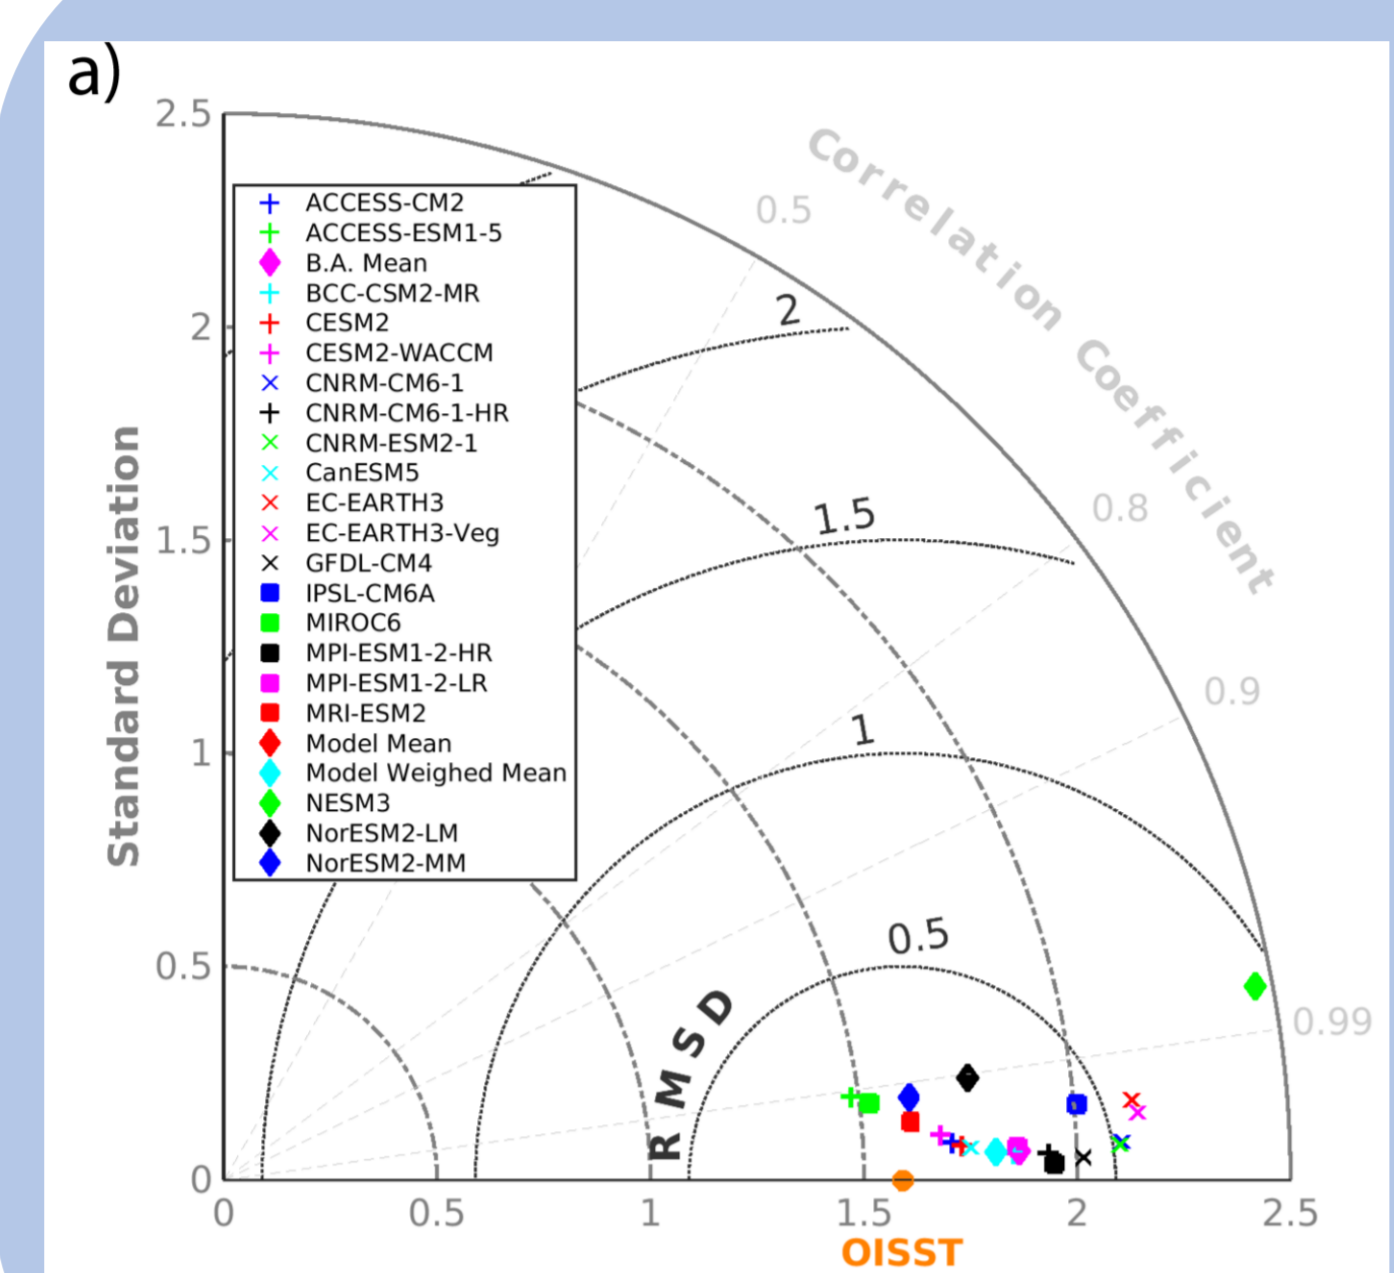 a)
2.5
2
1.5
1
0.5
0
Standard Deviation
ACCESS-CM2
ACCESS-ESM1-5
B.A. Mean
BCC-CSM2-MR
CESM2
CESM2-WACCM
CNRM-CM6-1
CNRM-CM6-1-HR
CNRM-ESM2-1
CanESM5
EC-EARTH3
EC-EARTH3-Veg
GFDL-CM4
IPSL-CM6A
MIROC6
MPI-ESM1-2-HR
MPI-ESM1-2-LR
MRI-ESM2
Model Mean
Model Weighed Mean
NESM3
NorESM2-LM
NorESM2-MM
Correlation Coefficient
0.5
0.8
0.9
0.99
2
1.5
1
0.5
RMSD
0
0.5
1
1.5
2
2.5
OISST